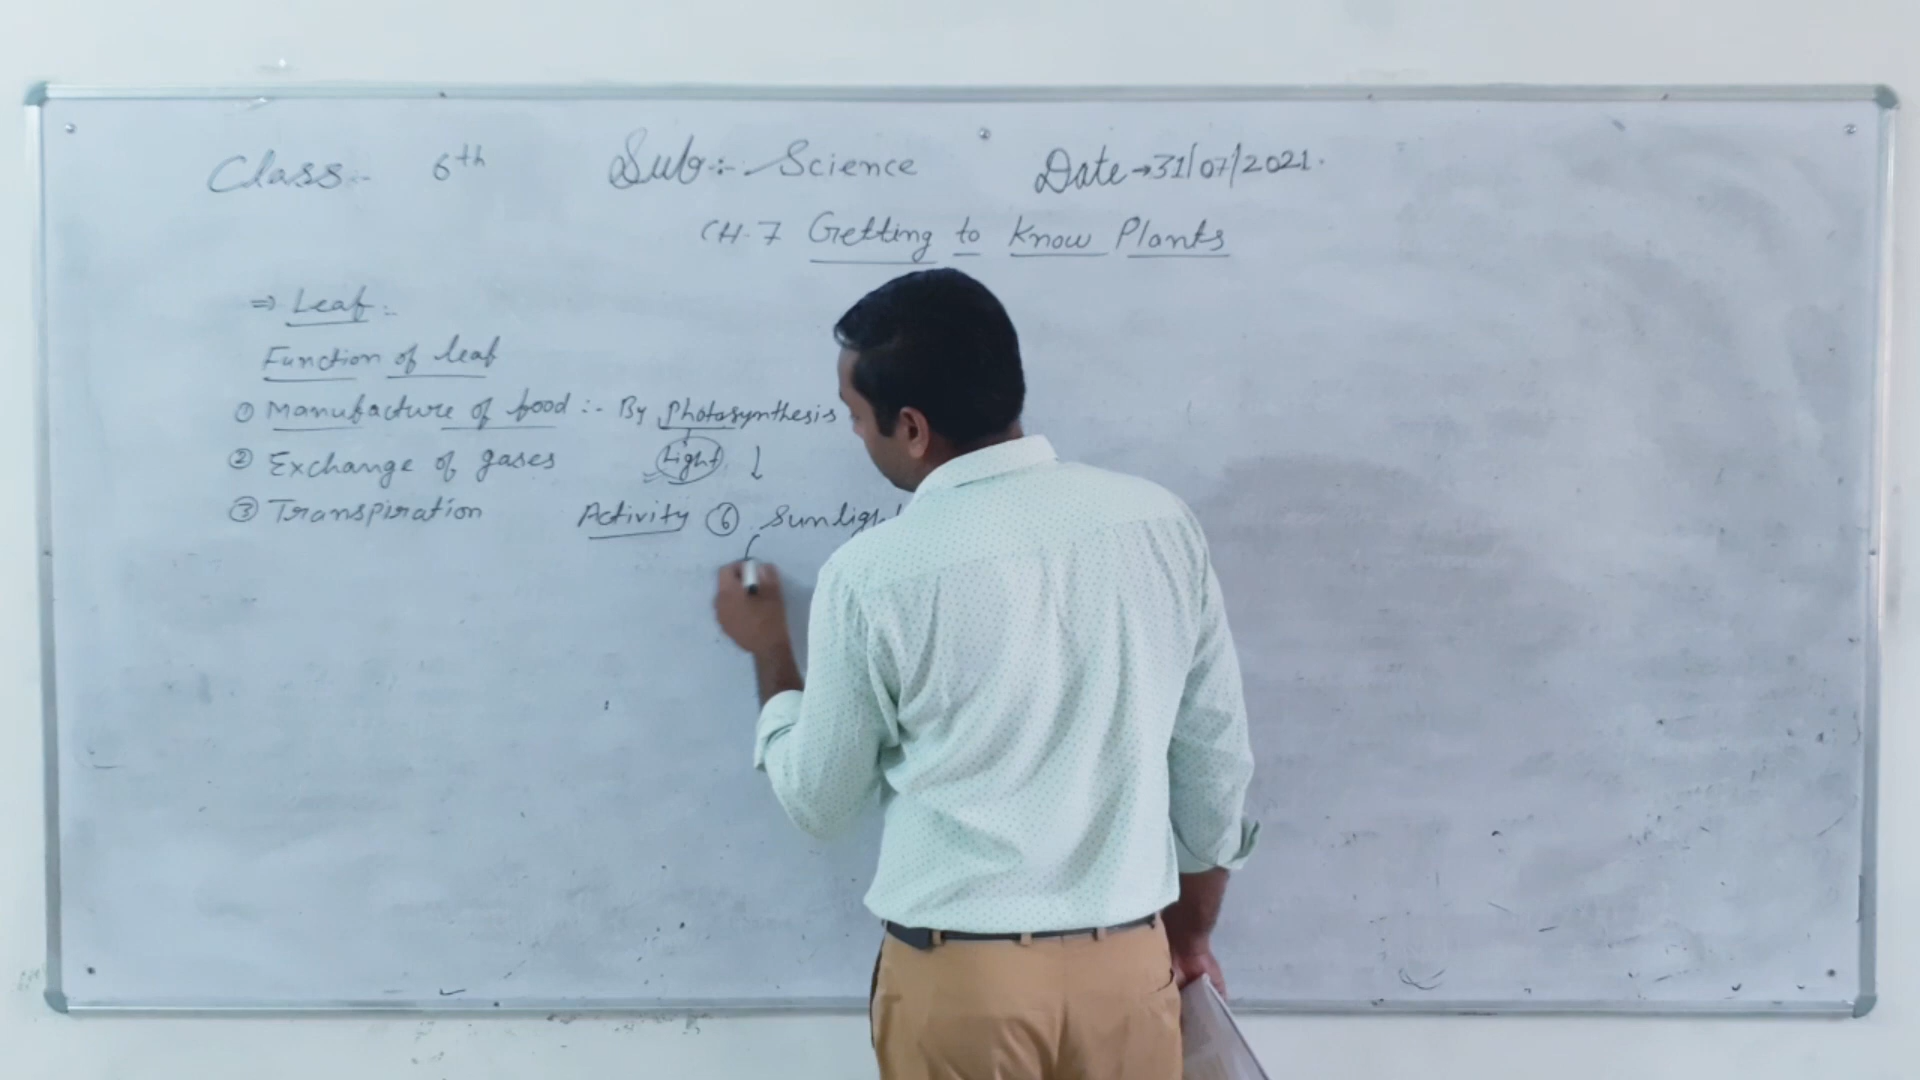 Class:- 6th Sub:- Science Date→31/07/2021.
CH.7 Getting to Know Plants
⇒ Leaf:-
Function of leaf
① Manufacture of food :- By Photosynthesis
Light ↓
② Exchange of gases
③ Transpiration Activity ⑥ Sunligh